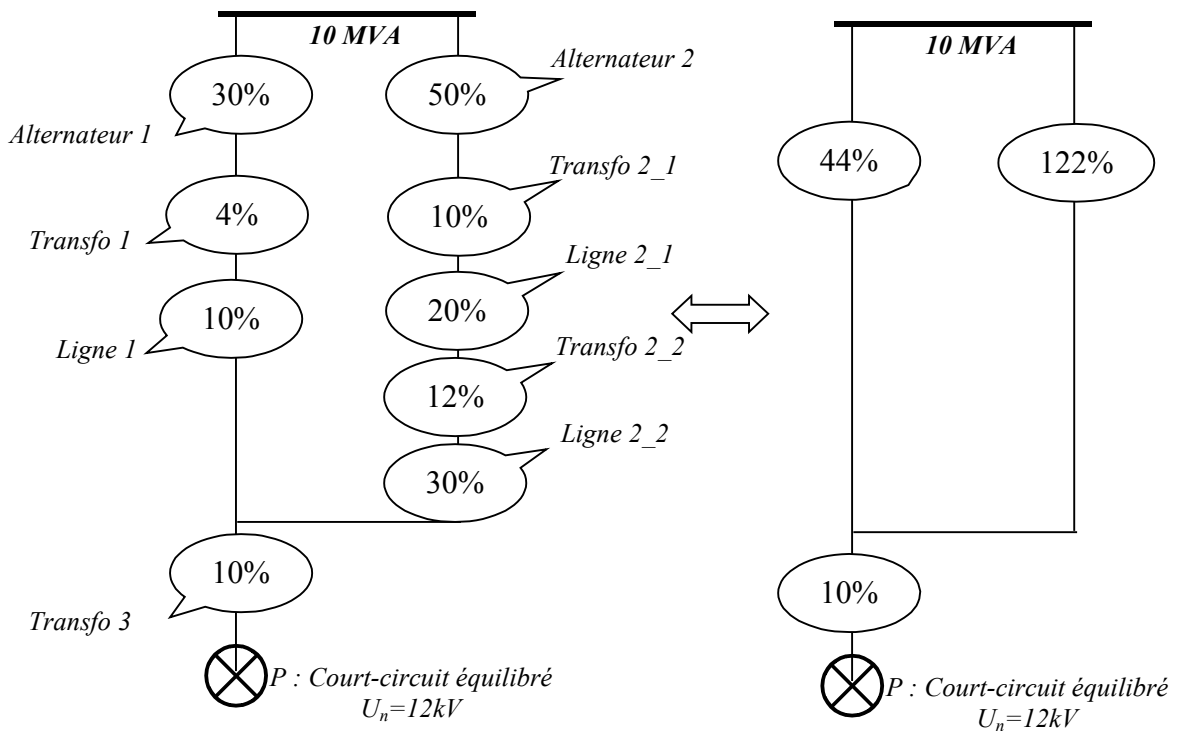 10 MVA
Alternateur 2
30%
50%
Alternateur 1
Transfo 2_1
4%
10%
Transfo 1
Ligne 2_1
10%
20%
Ligne 1
Transfo 2_2
12%
Ligne 2_2
30%
10%
Transfo 3
P : Court-circuit équilibré
Un=12kV
10 MVA
44%
122%
10%
P : Court-circuit équilibré
Un=12kV